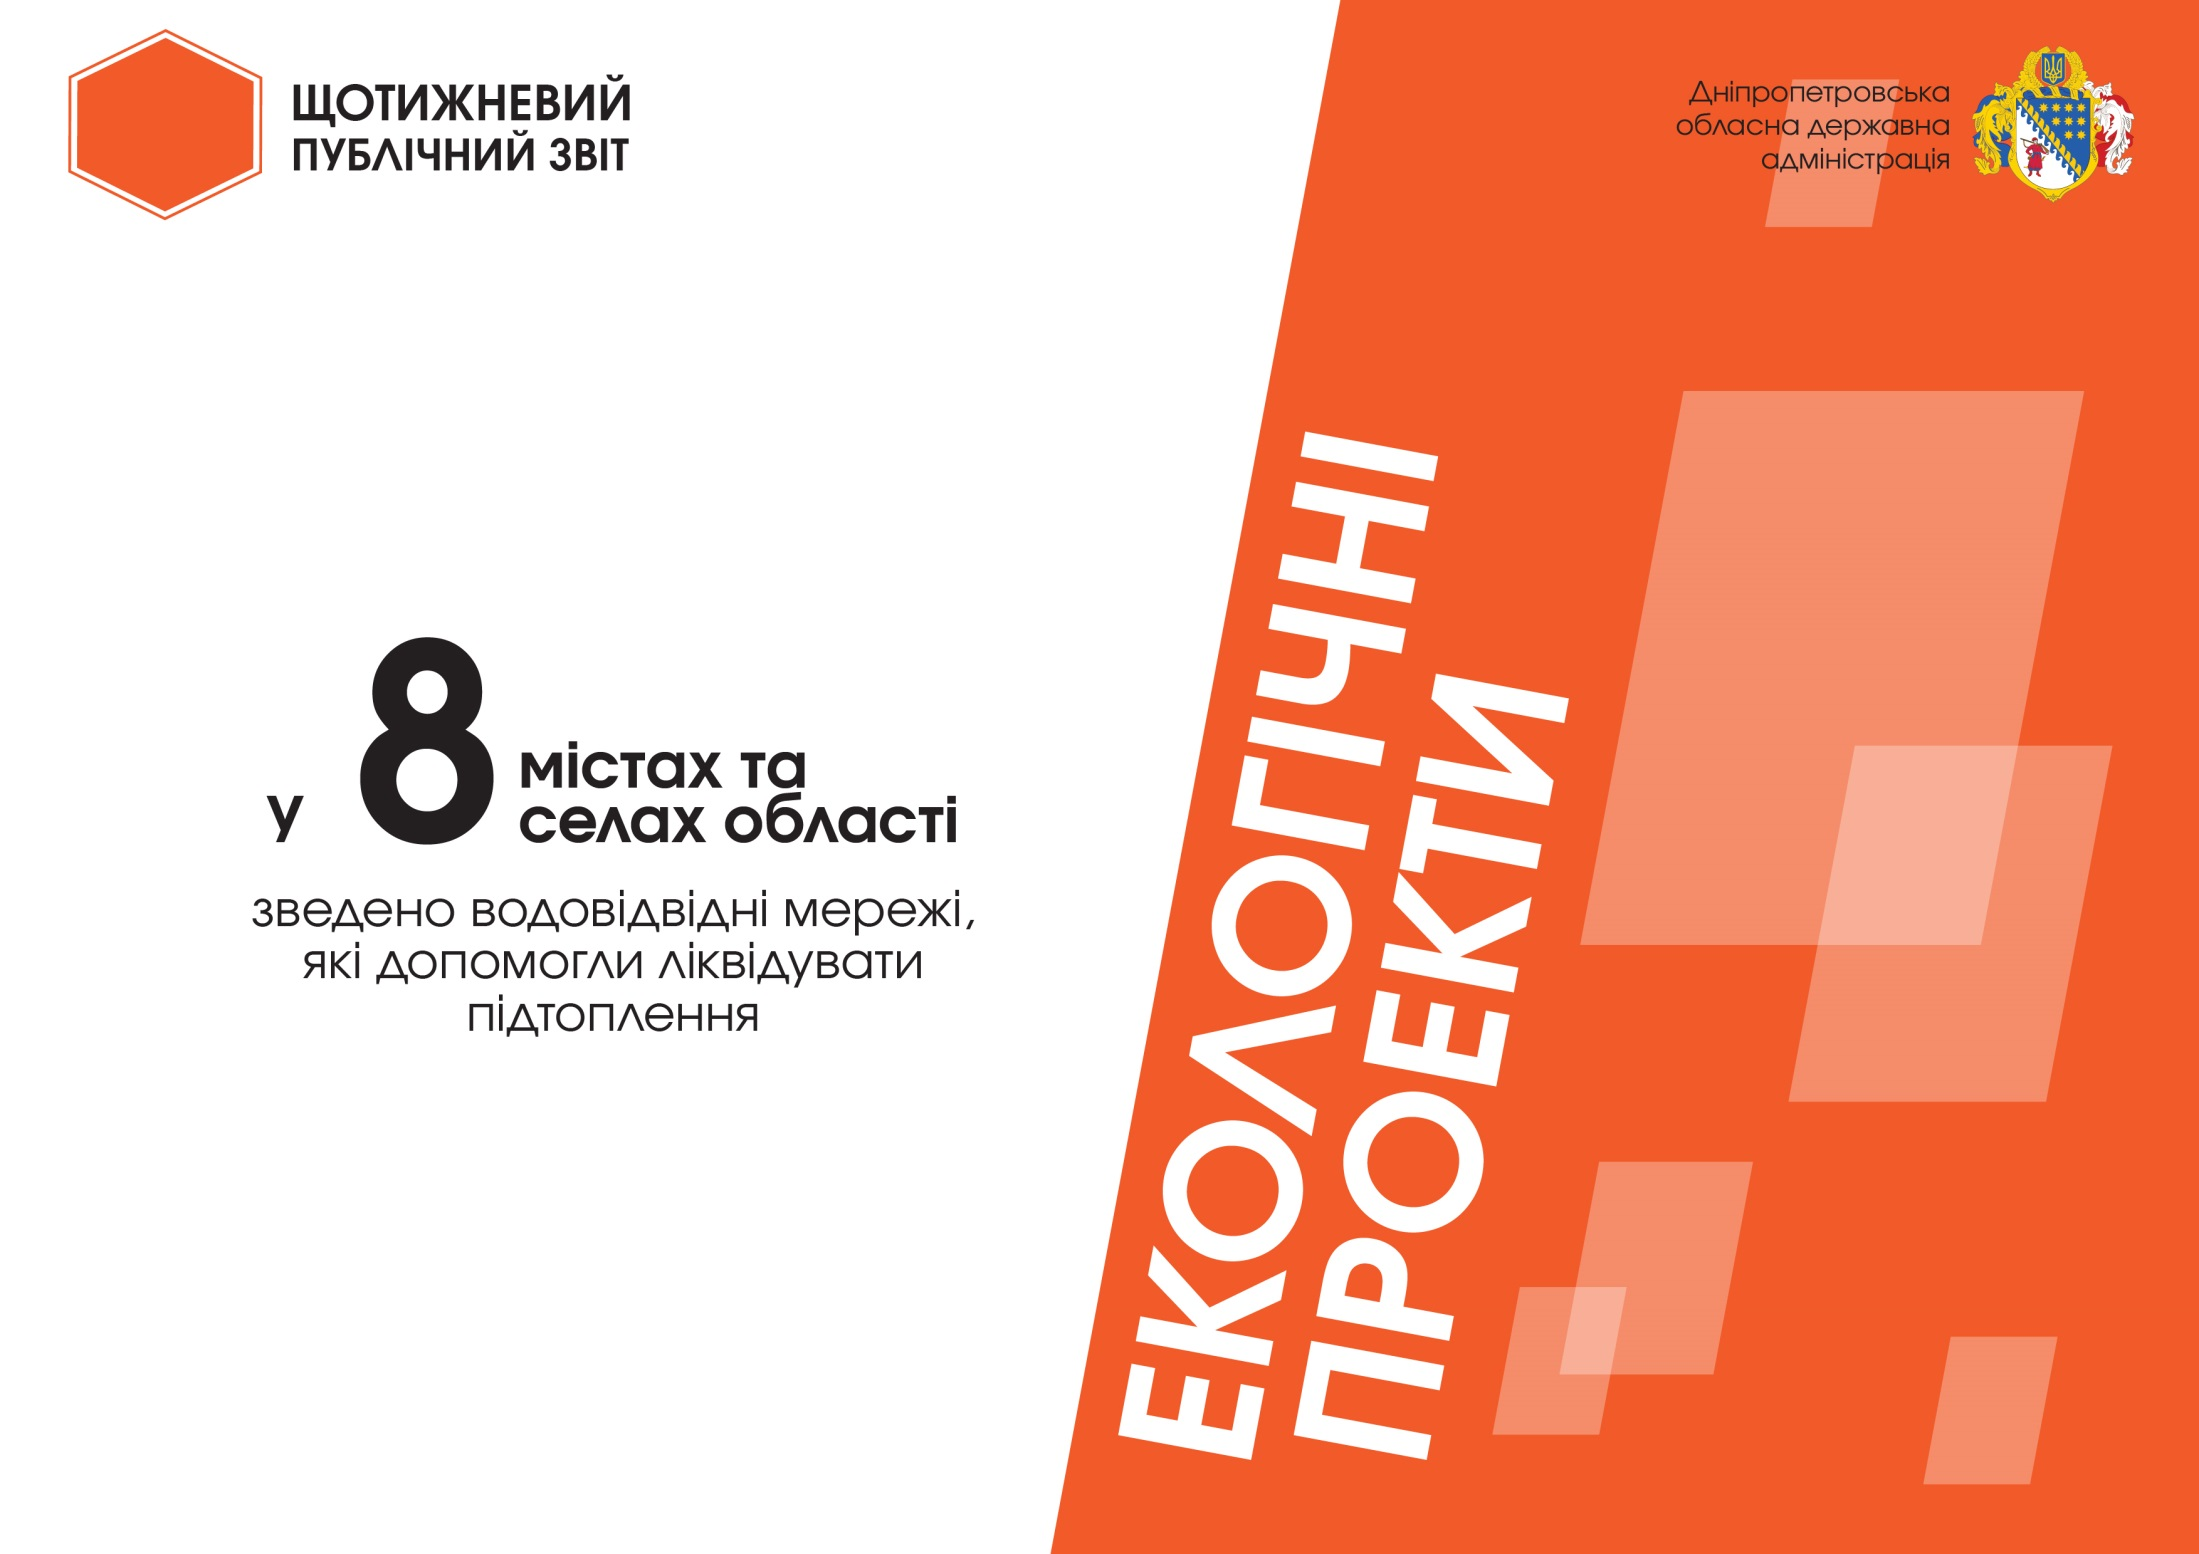 ЩОТИЖНЕВИЙ
ПУБЛІЧНИЙ ЗВІТ
Дніпропетровська
обласна державна
адміністрація
у 8 містах та
селах області
зведено водовідвідні мережі,
які допомогли ліквідувати
підтоплення
ЕКОЛОГІЧНІ
ПРОЕКТИ